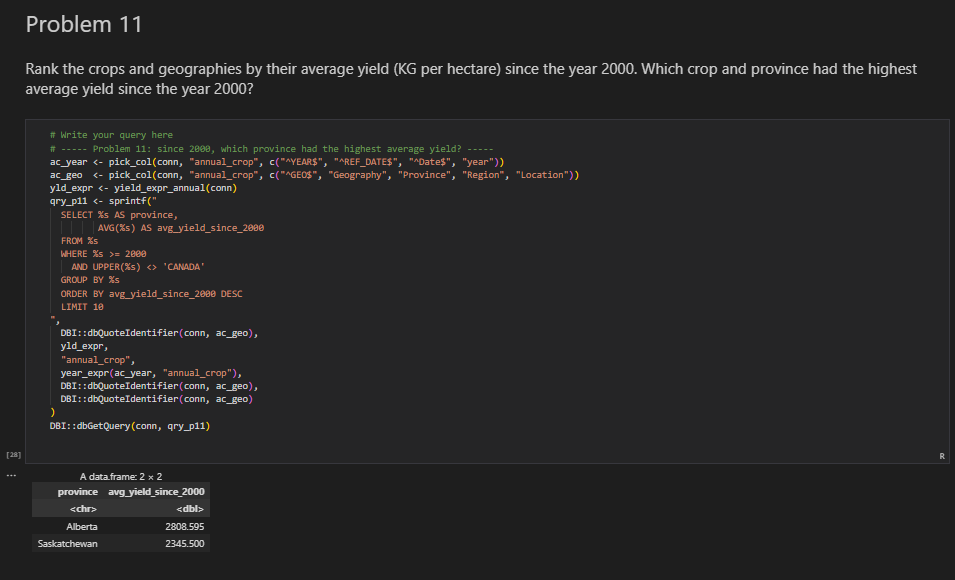 Problem 11
Rank the crops and geographies by their average yield (KG per hectare) since the year 2000. Which crop and province had the highest
average yield since the year 2000?
# Write your query here
# ----- Problem 11: since 2000, which province had the highest average yield? -----
ac_year <- pick_col(conn, "annual_crop", c("^YEAR$", "^REF_DATE$", "^Date$", "year"))
ac_geo  <- pick_col(conn, "annual_crop", c("^GEO$", "Geography", "Province", "Region", "Location"))
yld_expr <- yield_expr_annual(conn)
qry_p11 <- sprintf("
SELECT %s AS province,
AVG(%s) AS avg_yield_since_2000
FROM %s
WHERE %s >= 2000
AND UPPER(%s) <> 'CANADA'
GROUP BY %s
ORDER BY avg_yield_since_2000 DESC
LIMIT 10
",
DBI::dbQuoteIdentifier(conn, ac_geo),
yld_expr,
"annual_crop",
year_expr(ac_year, "annual_crop"),
DBI::dbQuoteIdentifier(conn, ac_geo),
DBI::dbQuoteIdentifier(conn, ac_geo)
)
DBI::dbGetQuery(conn, qry_p11)
[28]
R
...
A data.frame: 2 × 2
province avg_yield_since_2000
<chr> <dbl>
Alberta 2808.595
Saskatchewan 2345.500